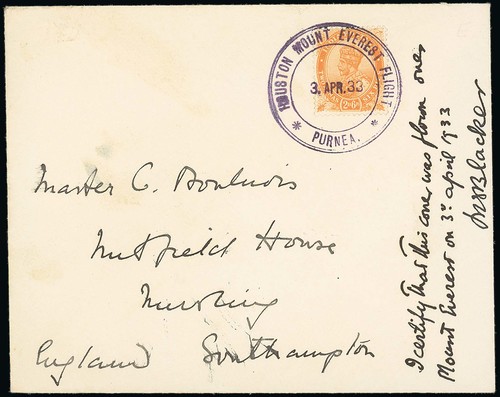 HOUSTON MOUNT EVEREST FLIGHT
3. APR. 33
* PURNEA. *
Master C.
Nutfield House
Nursling
England Southampton
I certify that this cover was flown over
Mount Everest on 3rd april 1933
Blacker